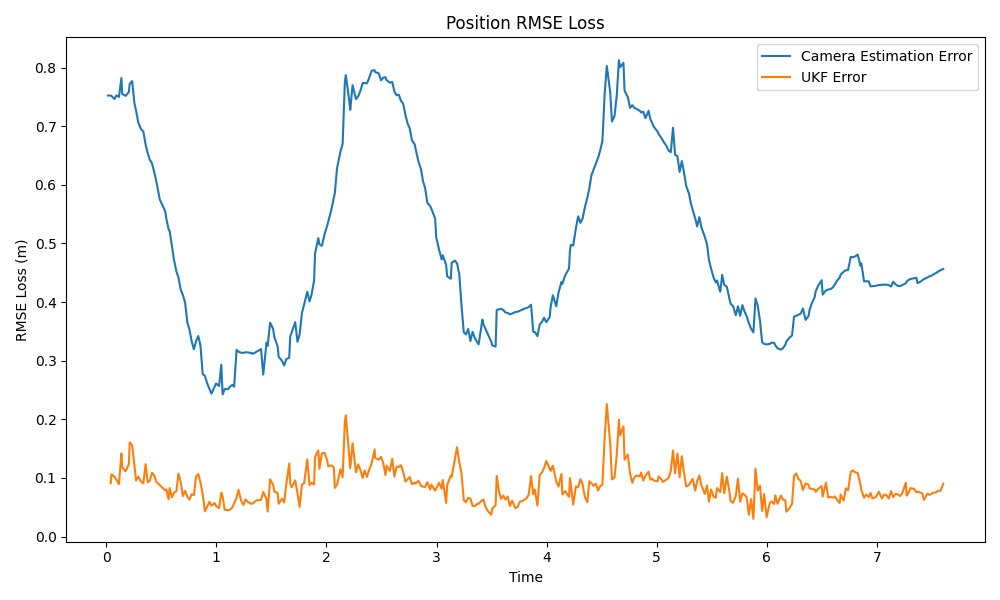 Position RMSE Loss
Camera Estimation Error
UKF Error
RMSE Loss (m)
0.8
0.7
0.6
0.5
0.4
0.3
0.2
0.1
0.0
0 1 2 3 4 5 6 7
Time